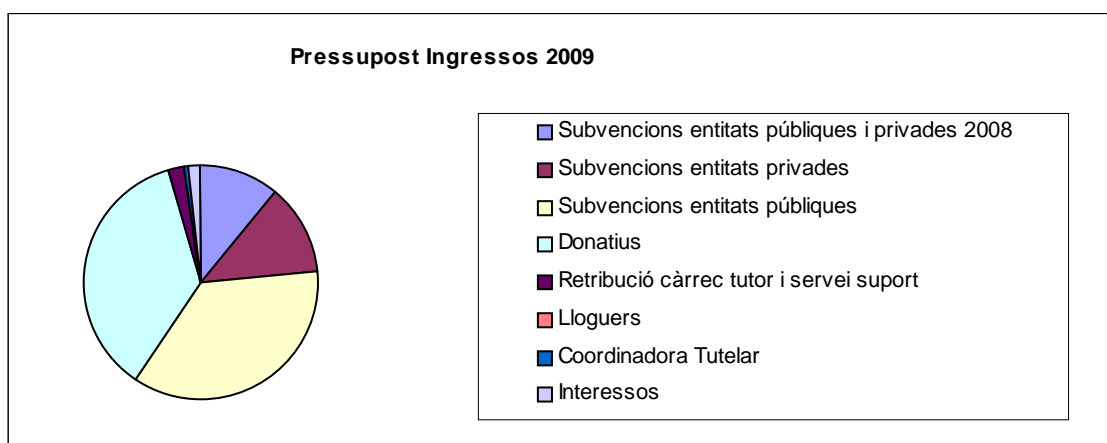 Pressupost Ingressos 2009
Subvencions entitats públiques i privades 2008
Subvencions entitats privades
Subvencions entitats públiques
Donatius
Retribució càrrec tutor i servei suport
Lloguers
Coordinadora Tutelar
Interessos